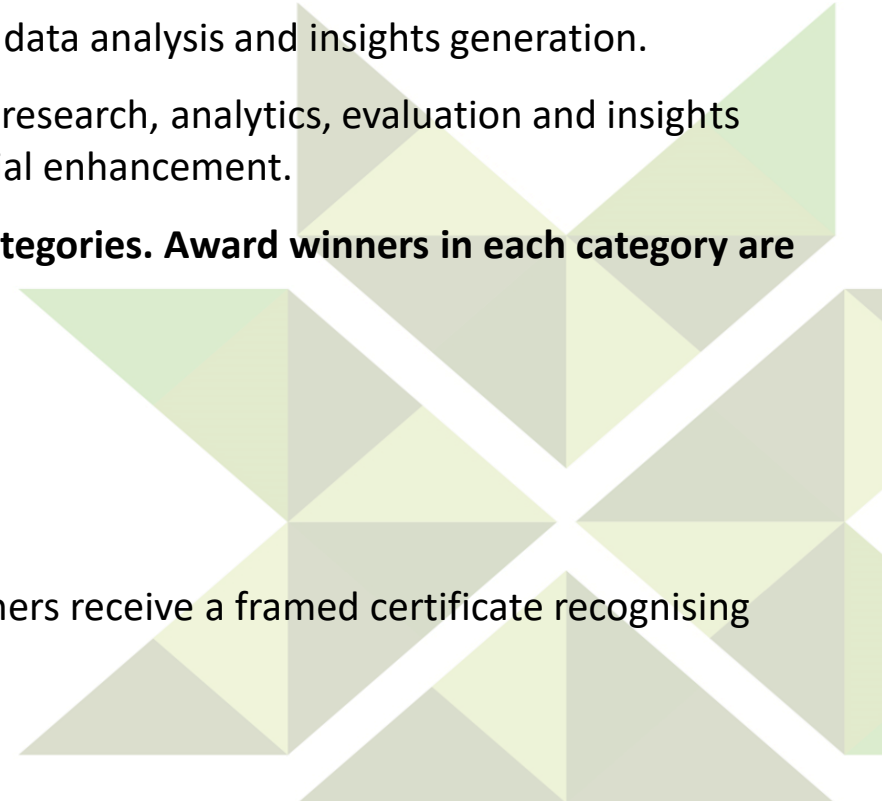 data analysis and insights generation.
research, analytics, evaluation and insights
ial enhancement.
tegories. Award winners in each category are
ners receive a framed certificate recognising